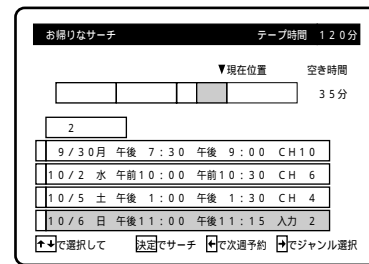 お帰りなサーチ テープ時間 120分
▼現在位置 空き時間
35分
2
9/30月 午後 7:30 午後 9:00 CH10
10/2 水 午前10:00 午前10:30 CH 6
10/5 土 午後 1:00 午後 1:30 CH 4
10/6 日 午後11:00 午後11:15 入力 2
↑↓で選択して 決定でサーチ ←で次週予約 →でジャンル選択